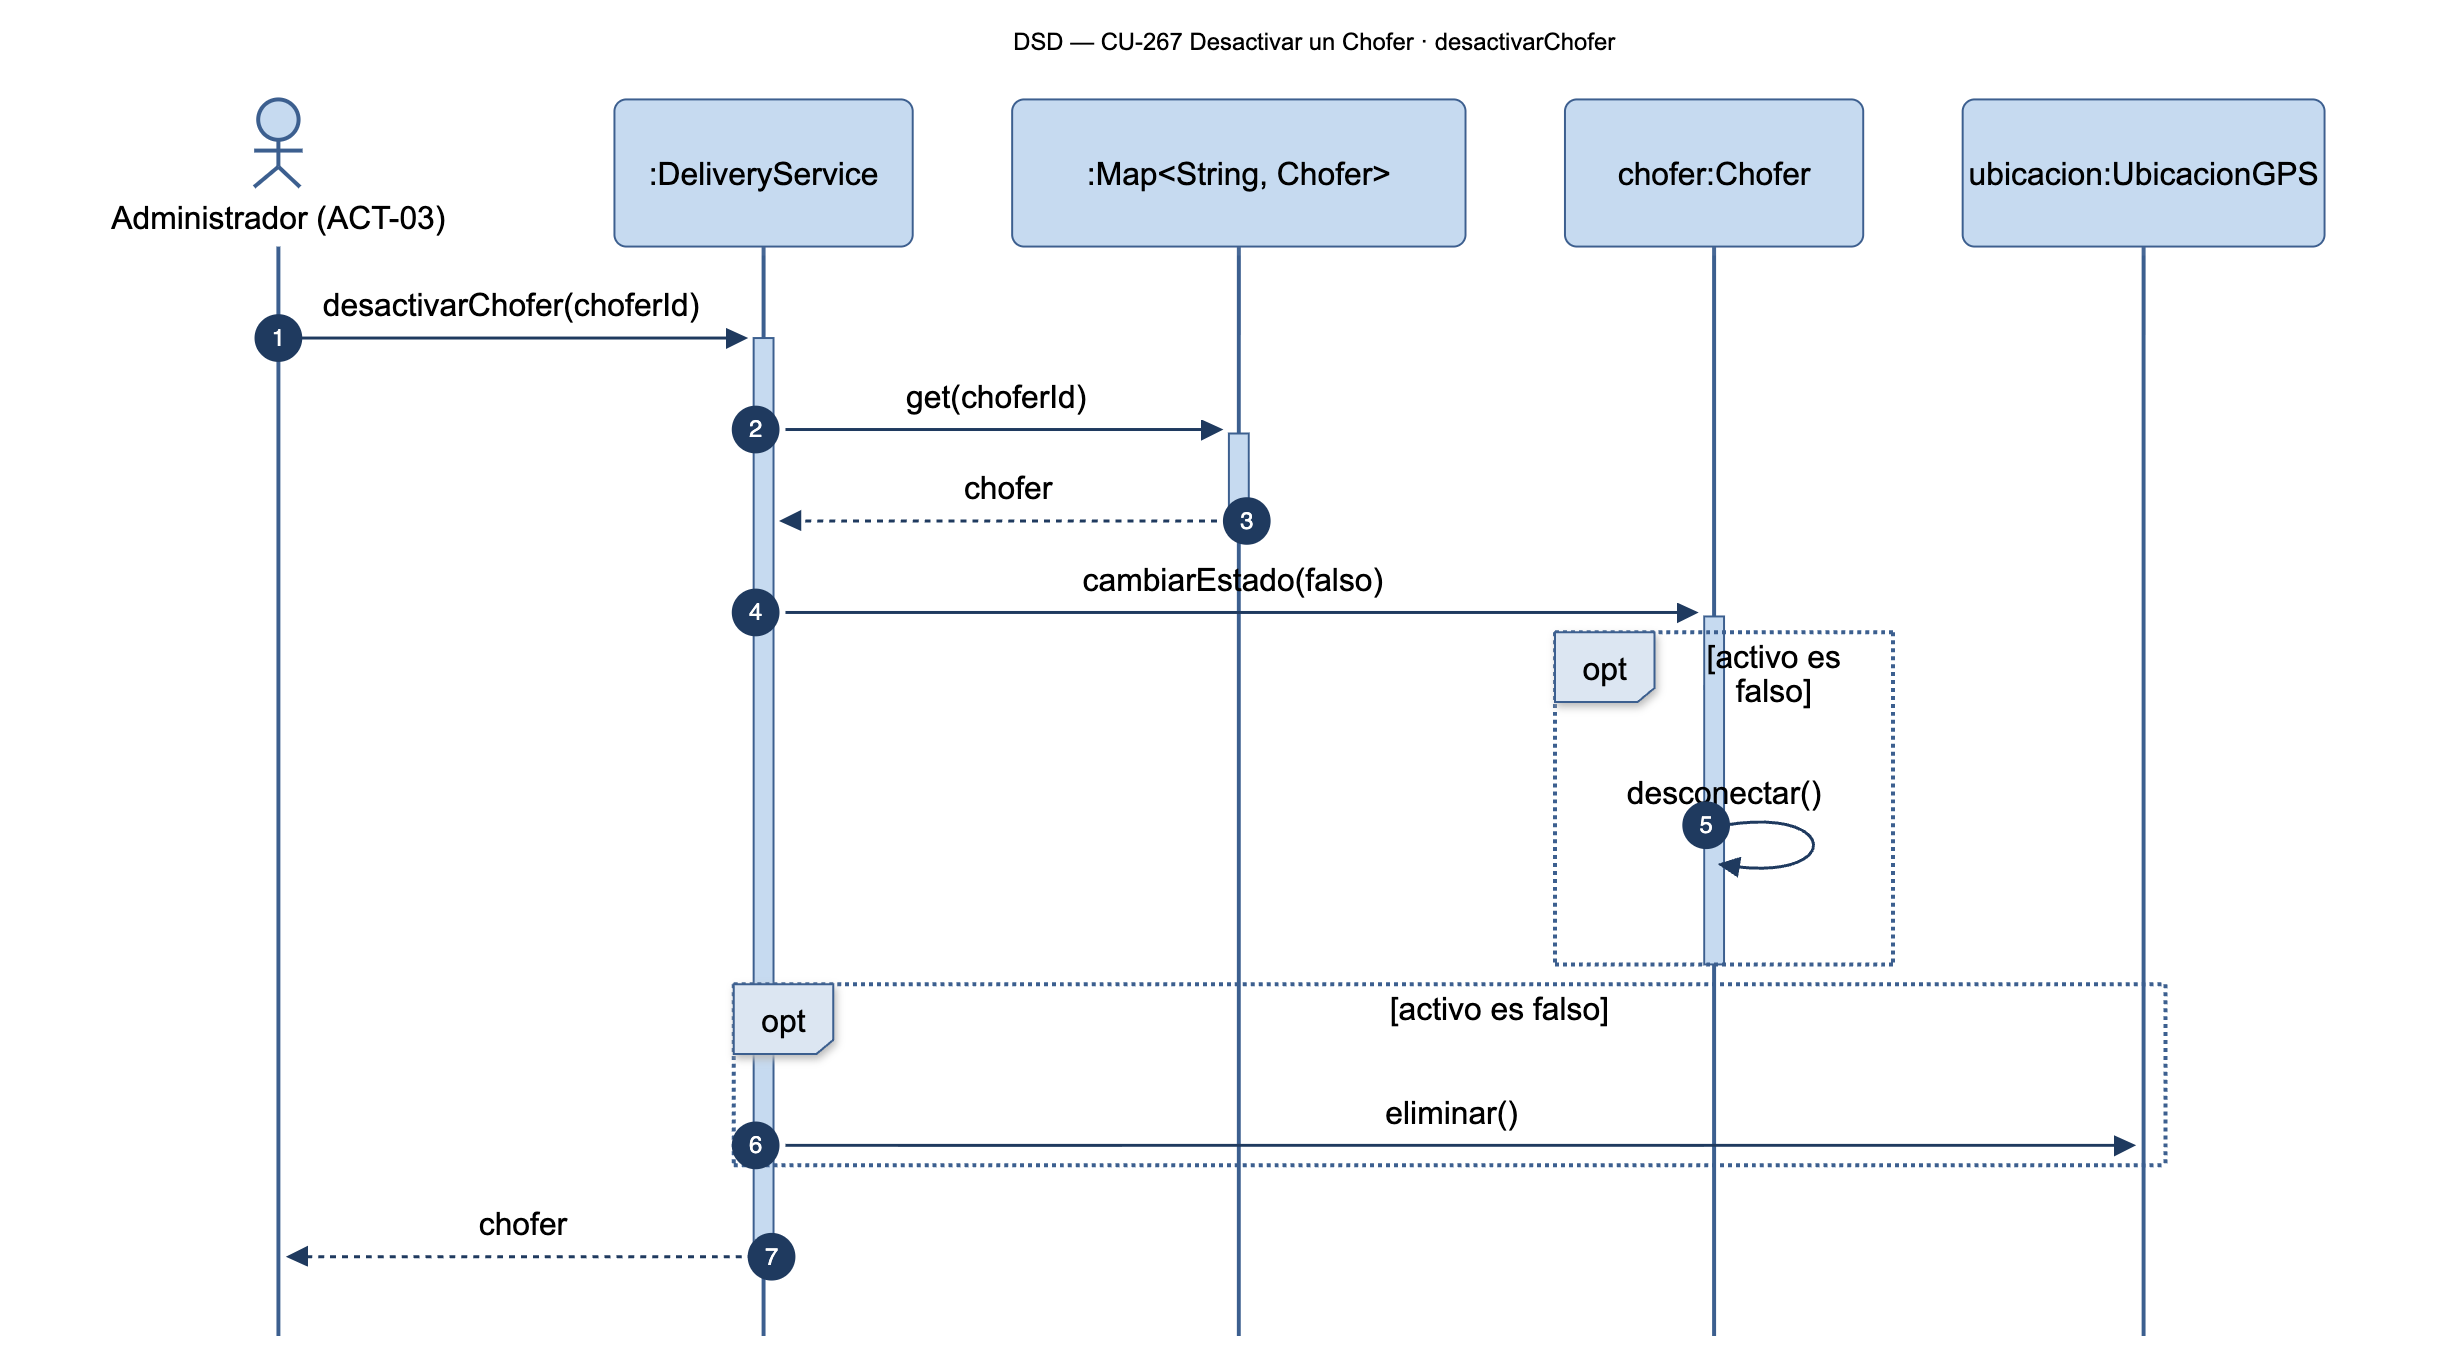 DSD — CU-267 Desactivar un Chofer · desactivarChofer
Administrador (ACT-03)
:DeliveryService
:Map<String, Chofer>
chofer:Chofer
ubicacion:UbicacionGPS
desactivarChofer(choferId)
1
get(choferId)
2
chofer
3
cambiarEstado(falso)
4
opt
[activo es
falso]
desconectar()
5
opt
[activo es falso]
eliminar()
6
chofer
7